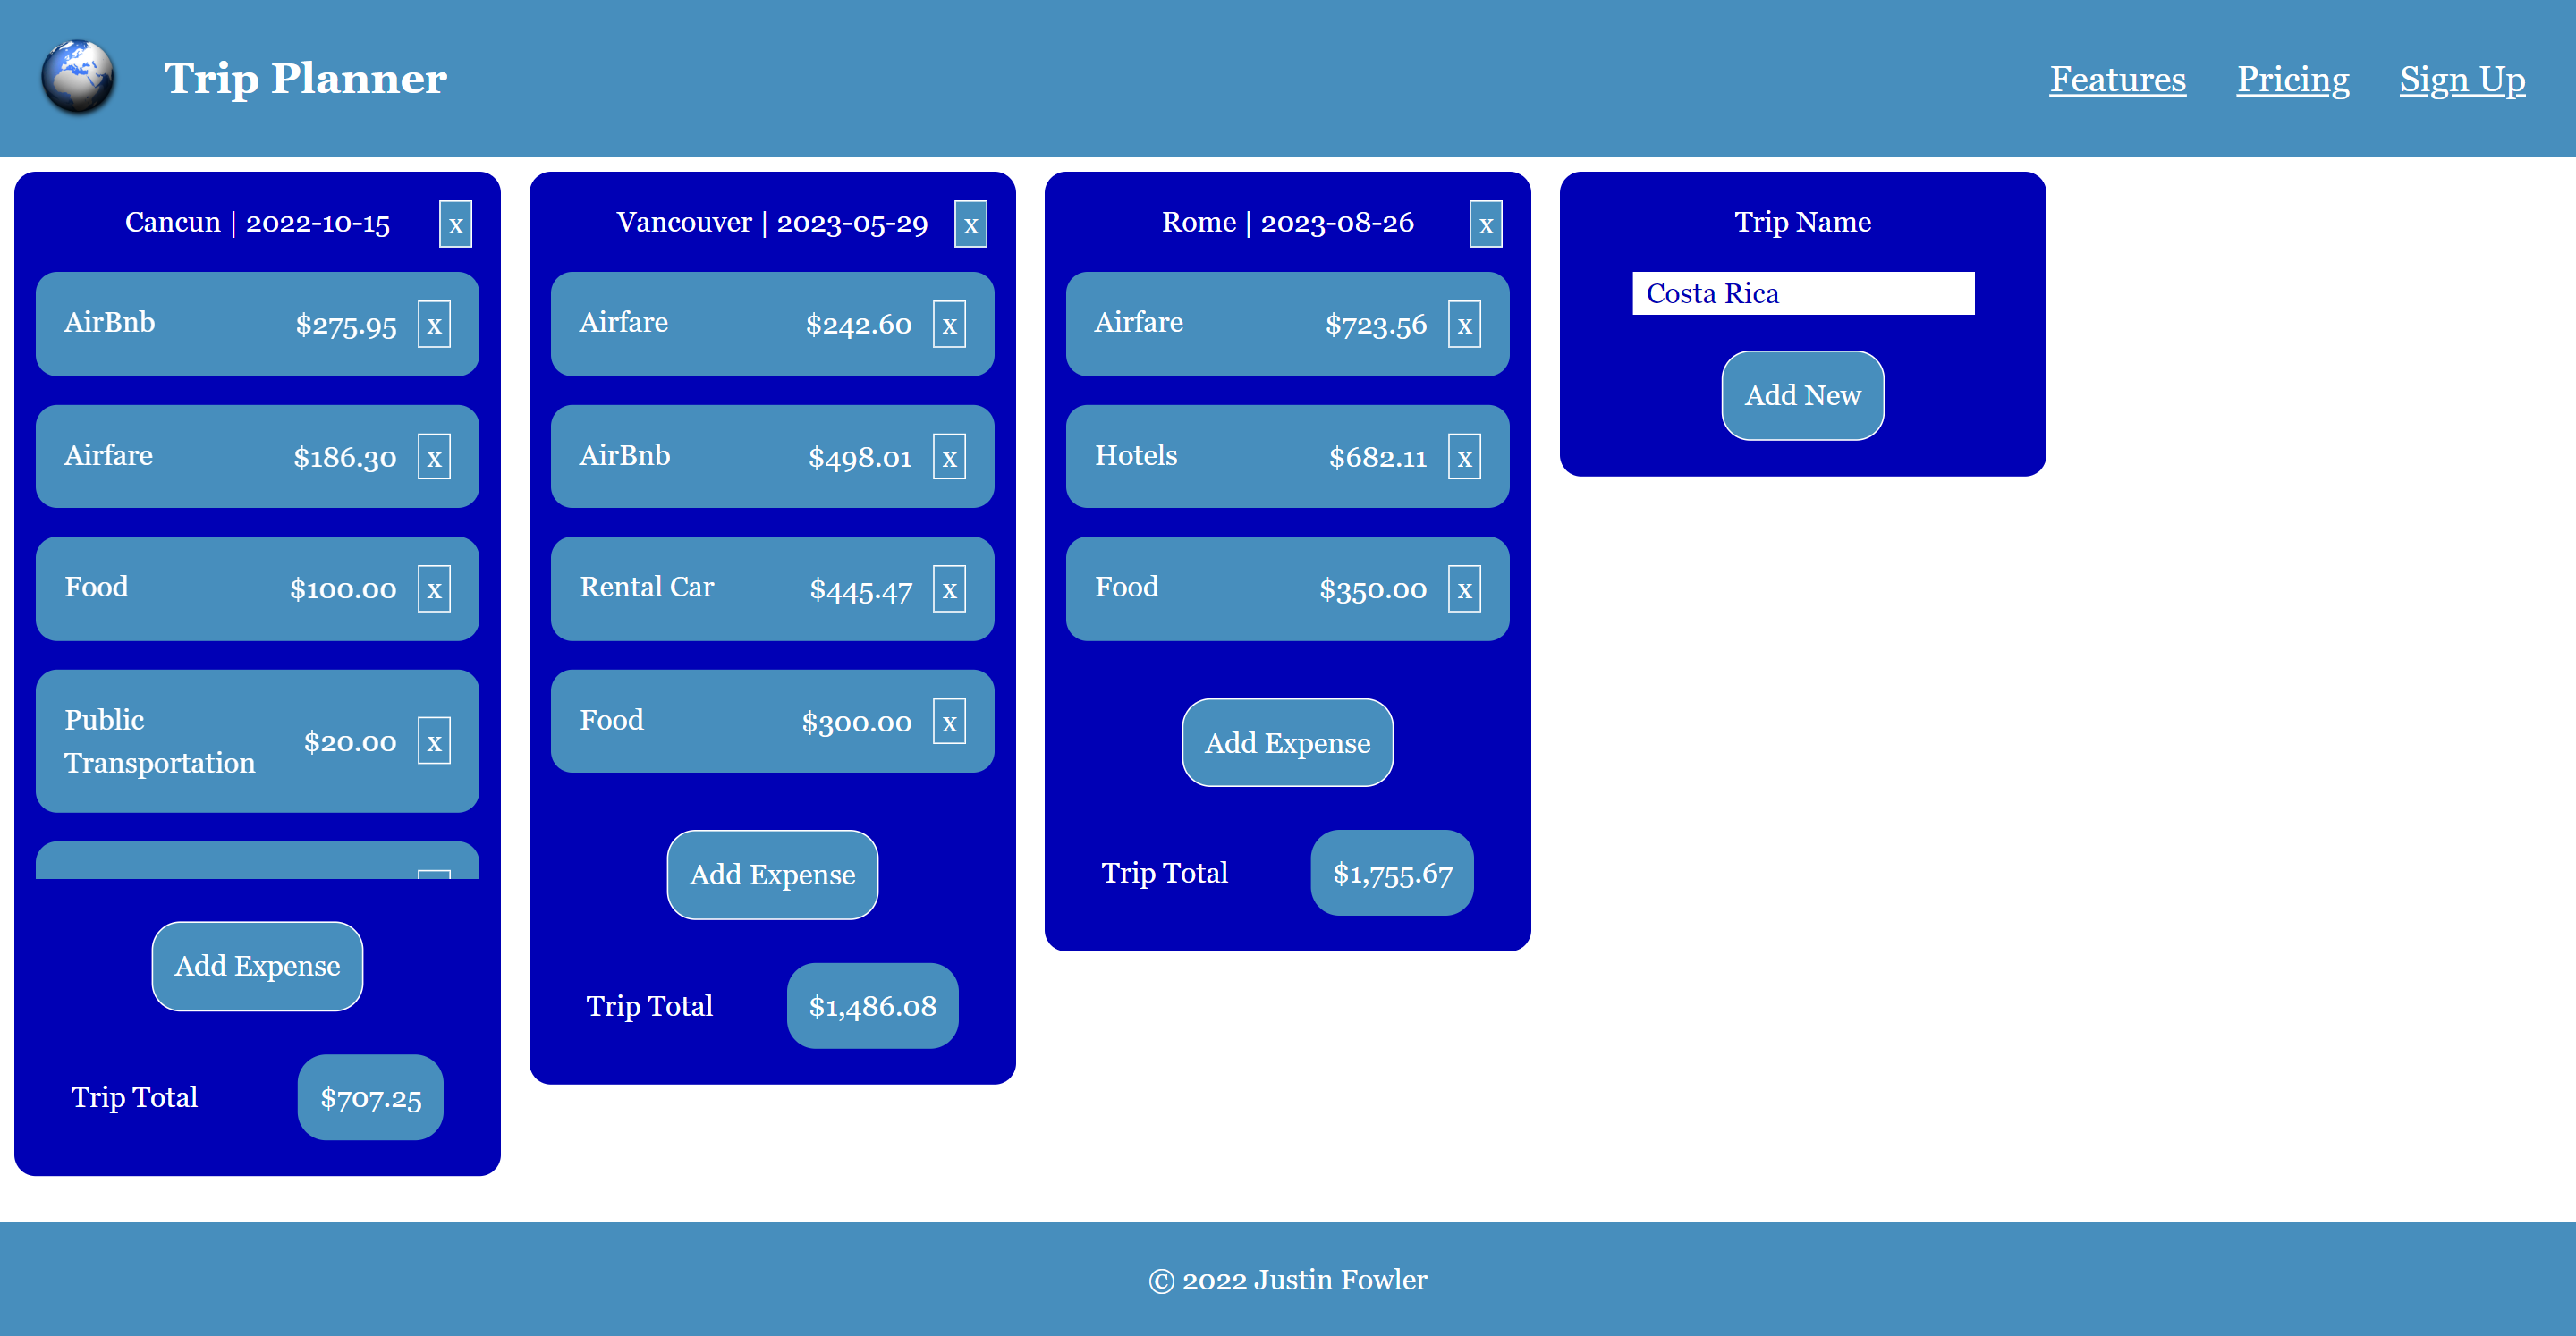 Trip Planner
Features
Pricing
Sign Up
Cancun | 2022-10-15
x
AirBnb
$275.95
x
Airfare
$186.30
x
Food
$100.00
x
Public
Transportation
$20.00
x
Add Expense
Trip Total
$707.25
Vancouver | 2023-05-29
x
Airfare
$242.60
x
AirBnb
$498.01
x
Rental Car
$445.47
x
Food
$300.00
x
Add Expense
Trip Total
$1,486.08
Rome | 2023-08-26
x
Airfare
$723.56
x
Hotels
$682.11
x
Food
$350.00
x
Add Expense
Trip Total
$1,755.67
Trip Name
Costa Rica
Add New
© 2022 Justin Fowler